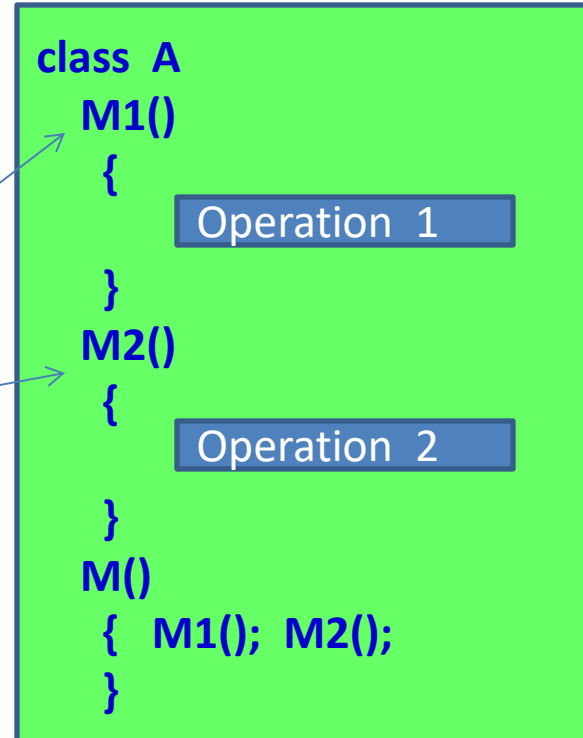 class A
M1()
{
Operation 1
}
M2()
{
Operation 2
}
M()
{ M1(); M2();
}